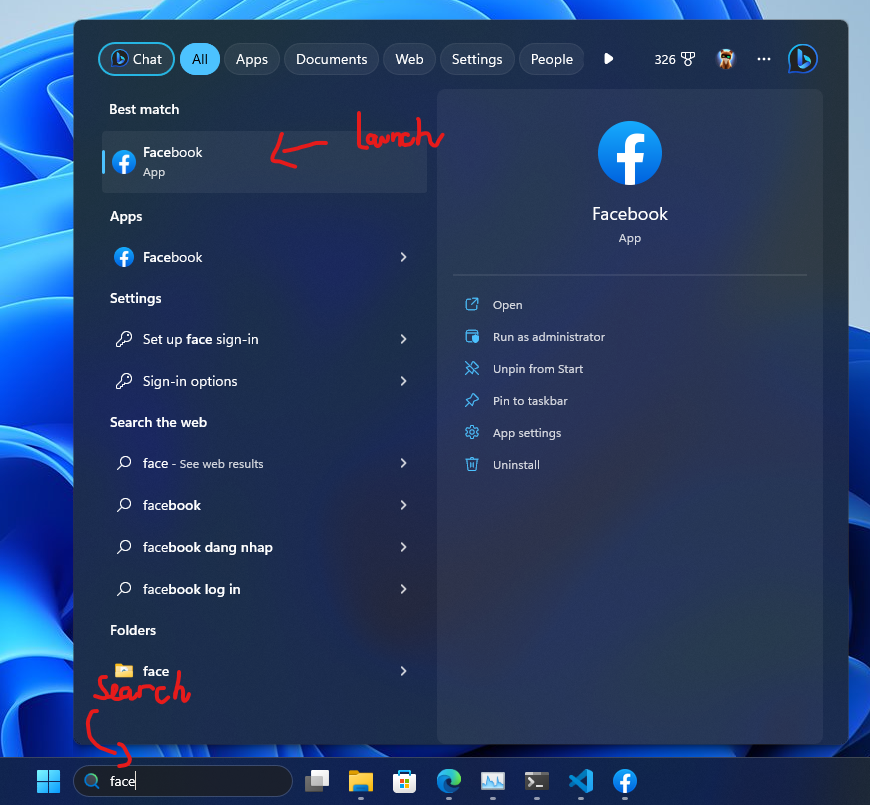 Chat All Apps Documents Web Settings People 326
Best match
Facebook
App
Launch
Apps
Facebook
Settings
Set up face sign-in
Sign-in options
Search the web
face - See web results
facebook
facebook dang nhap
facebook log in
Folders
face
Search
Facebook
App
Open
Run as administrator
Unpin from Start
Pin to taskbar
App settings
Uninstall
face